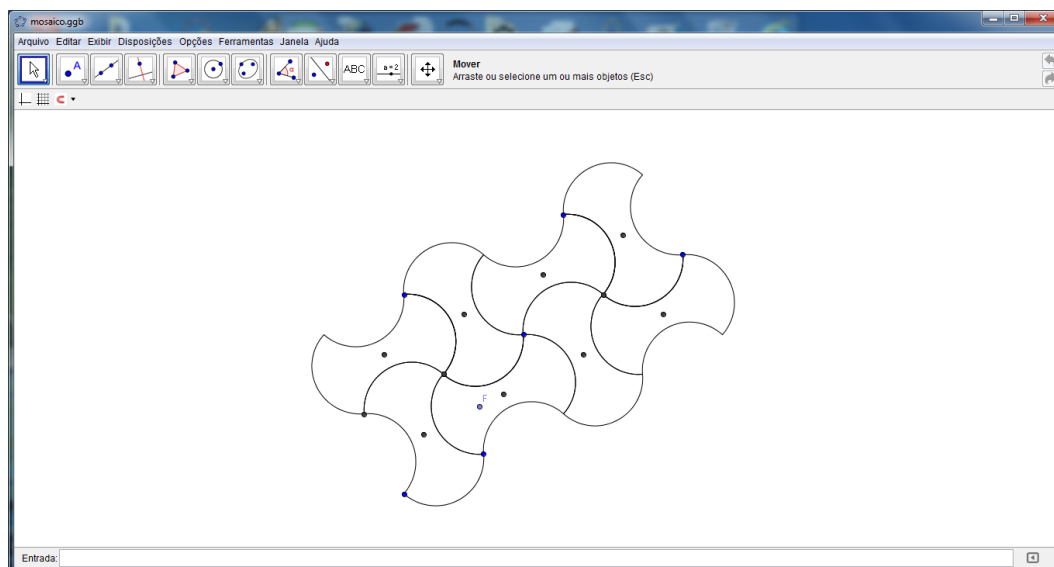 mosaico.ggb
Arquivo Editar Exibir Disposições Opções Ferramentas Janela Ajuda
A
α
ABC
a=2
Mover
Arraste ou selecione um ou mais objetos (Esc)
F
Entrada: